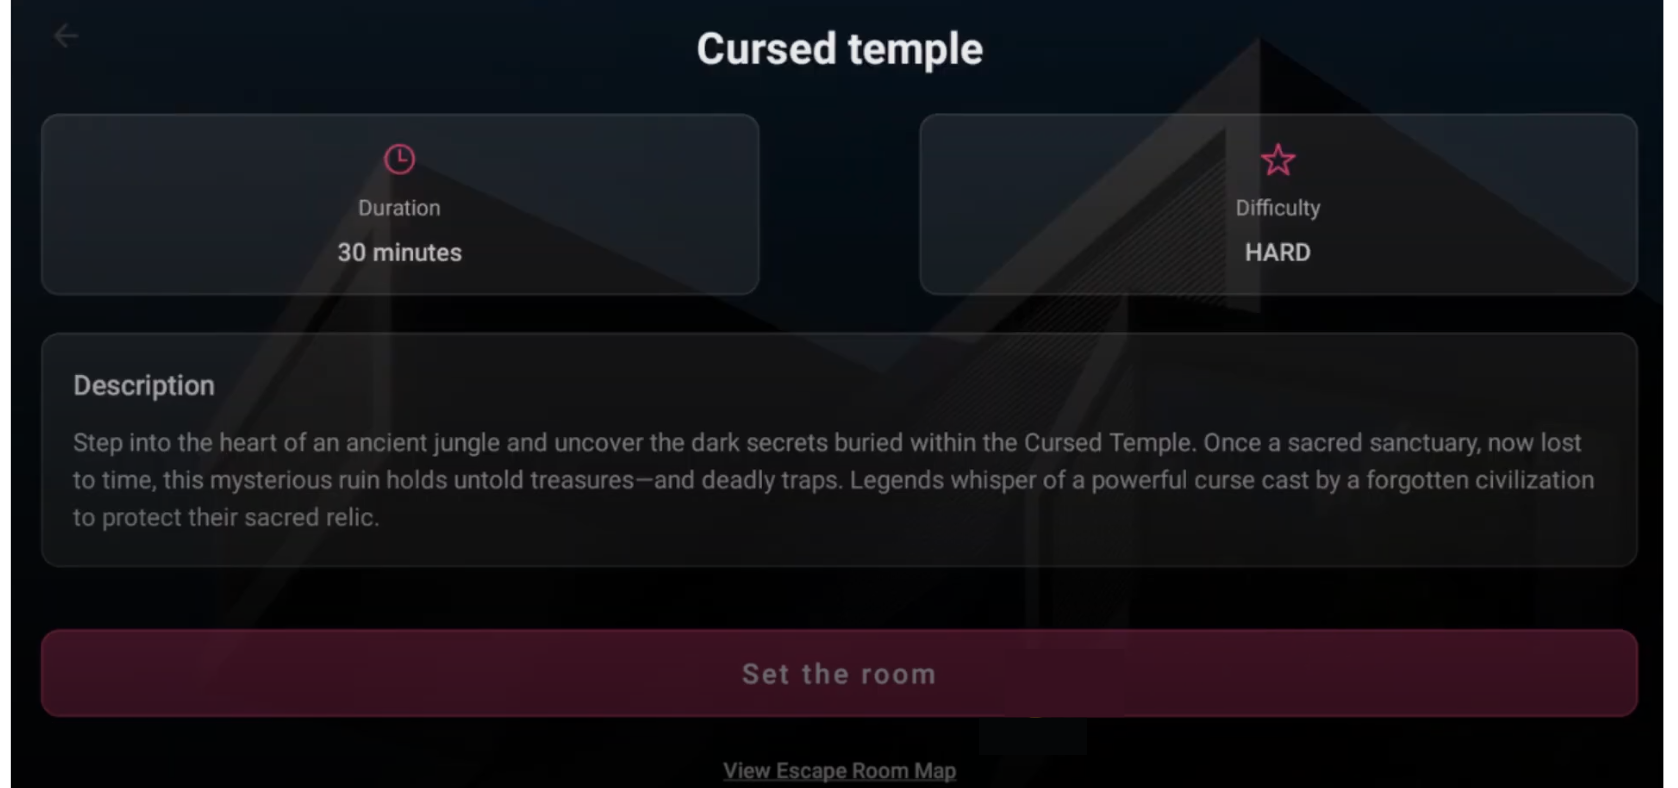 Cursed temple
Duration
30 minutes
Difficulty
HARD
Description
Step into the heart of an ancient jungle and uncover the dark secrets buried within the Cursed Temple. Once a sacred sanctuary, now lost
to time, this mysterious ruin holds untold treasures—and deadly traps. Legends whisper of a powerful curse cast by a forgotten civilization
to protect their sacred relic.
Set the room
View Escape Room Map